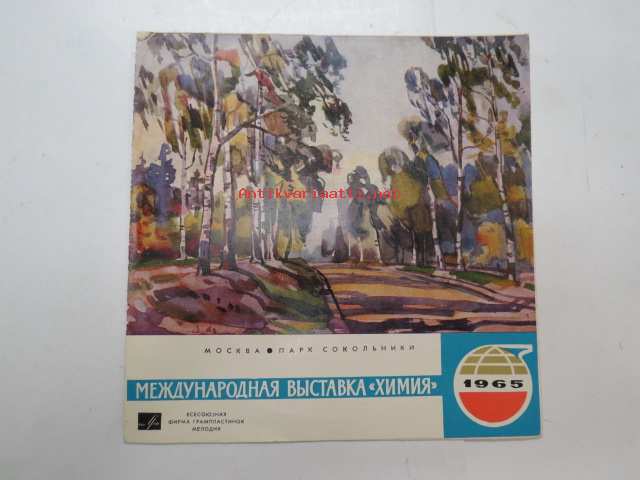 Antikvariaatti.net
МОСКВА ● ПАРК СОКОЛЬНИКИ
МЕЖДУНАРОДНАЯ ВЫСТАВКА «ХИМИЯ»
1965
ВСЕСОЮЗНАЯ
ФИРМА ГРАМПЛАСТИНОК
МЕЛОДИЯ